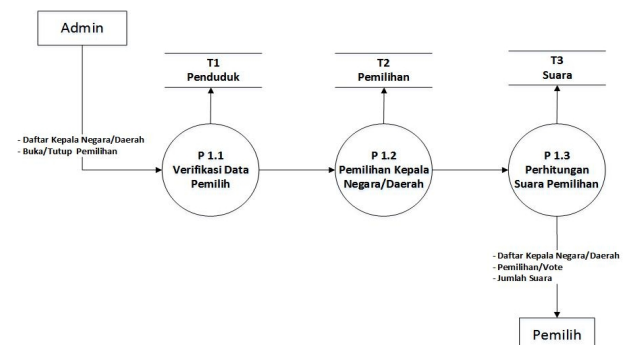 Admin
T1
Penduduk
T2
Pemilihan
T3
Suara
- Daftar Kepala Negara/Daerah
- Buka/Tutup Pemilihan
P 1.1
Verifikasi Data
Pemilih
P 1.2
Pemilihan Kepala
Negara/Daerah
P 1.3
Perhitungan
Suara Pemilihan
- Daftar Kepala Negara/Daerah
- Pemilihan/Vote
- Jumlah Suara
Pemilih